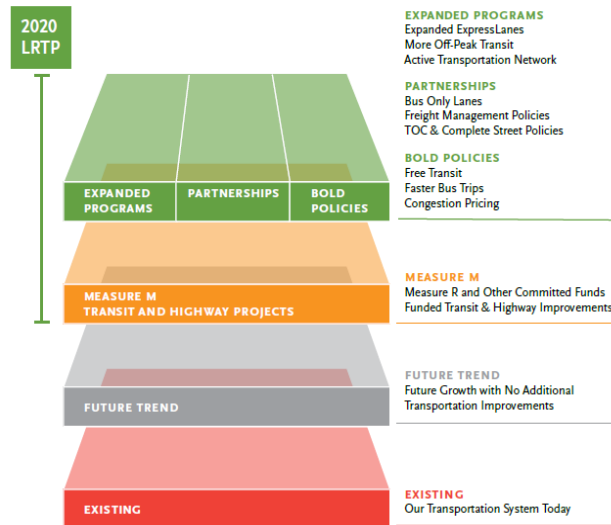 2020
LRTP
EXPANDED
PROGRAMS
PARTNERSHIPS
BOLD
POLICIES
MEASURE M
TRANSIT AND HIGHWAY PROJECTS
FUTURE TREND
EXISTING
EXPANDED PROGRAMS
Expanded ExpressLanes
More Off-Peak Transit
Active Transportation Network
PARTNERSHIPS
Bus Only Lanes
Freight Management Policies
TOC & Complete Street Policies
BOLD POLICIES
Free Transit
Faster Bus Trips
Congestion Pricing
MEASURE M
Measure R and Other Committed Funds
Funded Transit & Highway Improvements
FUTURE TREND
Future Growth with No Additional
Transportation Improvements
EXISTING
Our Transportation System Today